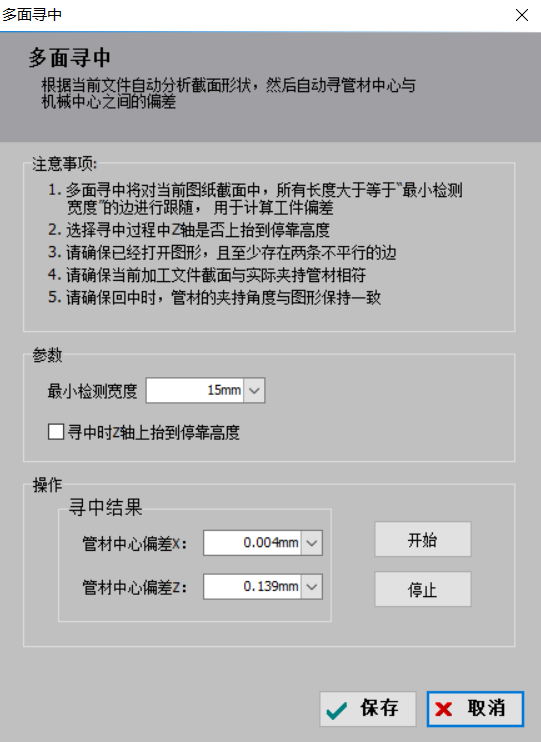 多面寻中
多面寻中
根据当前文件自动分析截面形状，然后自动寻管材中心与
机械中心之间的偏差
注意事项:
1. 多面寻中将对当前图纸截面中，所有长度大于等于“最小检测
宽度”的边进行跟随， 用于计算工件偏差
2. 选择寻中过程中Z轴是否上抬到停靠高度
3. 请确保已经打开图形，且至少存在两条不平行的边
4. 请确保当前加工文件截面与实际夹持管材相符
5. 请确保回中时，管材的夹持角度与图形保持一致
参数
最小检测宽度 15mm
寻中时Z轴上抬到停靠高度
操作
寻中结果
管材中心偏差X: 0.004mm
开始
管材中心偏差Z: 0.139mm
停止
保存 取消